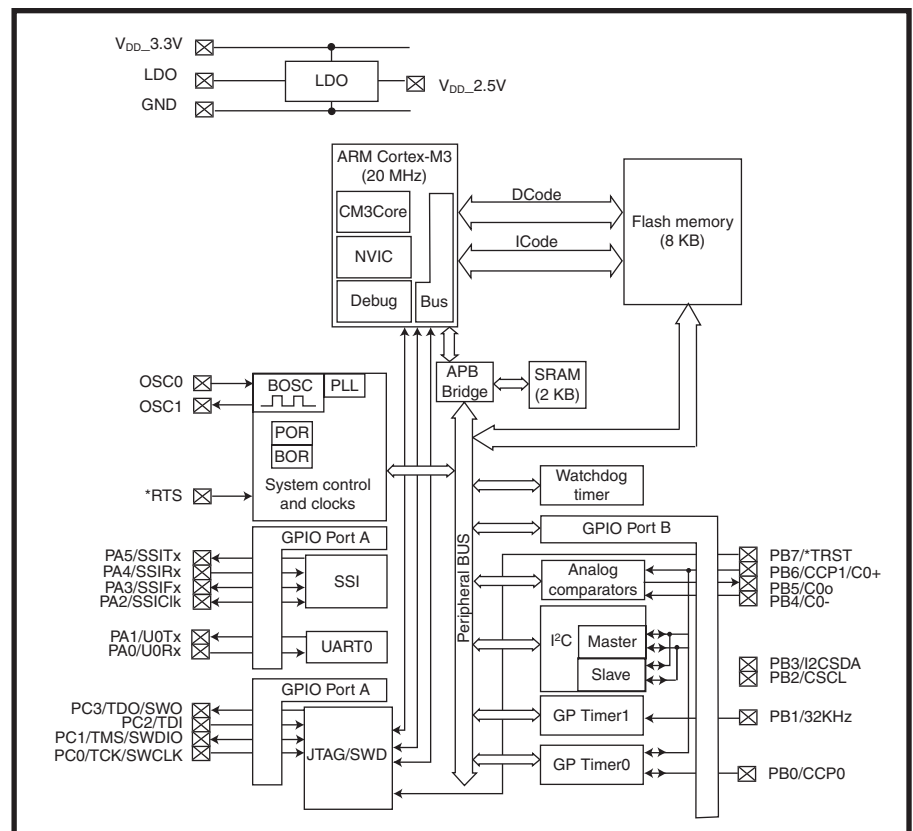 VDD_3.3V
LDO
LDO
VDD_2.5V
GND
ARM Cortex-M3
(20 MHz)
CM3Core
NVIC
Debug
Bus
DCode
ICode
Flash memory
(8 KB)
APB
Bridge
SRAM
(2 KB)
OSC0
OSC1
*RTS
BOSC
PLL
POR
BOR
System control
and clocks
Peripheral BUS
Watchdog
timer
GPIO Port B
GPIO Port A
PA5/SSITx
PA4/SSIRx
PA3/SSIFx
PA2/SSIClk
SSI
PA1/U0Tx
PA0/U0Rx
UART0
Analog
comparators
PB7/*TRST
PB6/CCP1/C0+
PB5/C0o
PB4/C0-
I²C
Master
Slave
PB3/I2CSDA
PB2/CSCL
GPIO Port A
PC3/TDO/SWO
PC2/TDI
PC1/TMS/SWDIO
PC0/TCK/SWCLK
JTAG/SWD
GP Timer1
PB1/32KHz
GP Timer0
PB0/CCP0